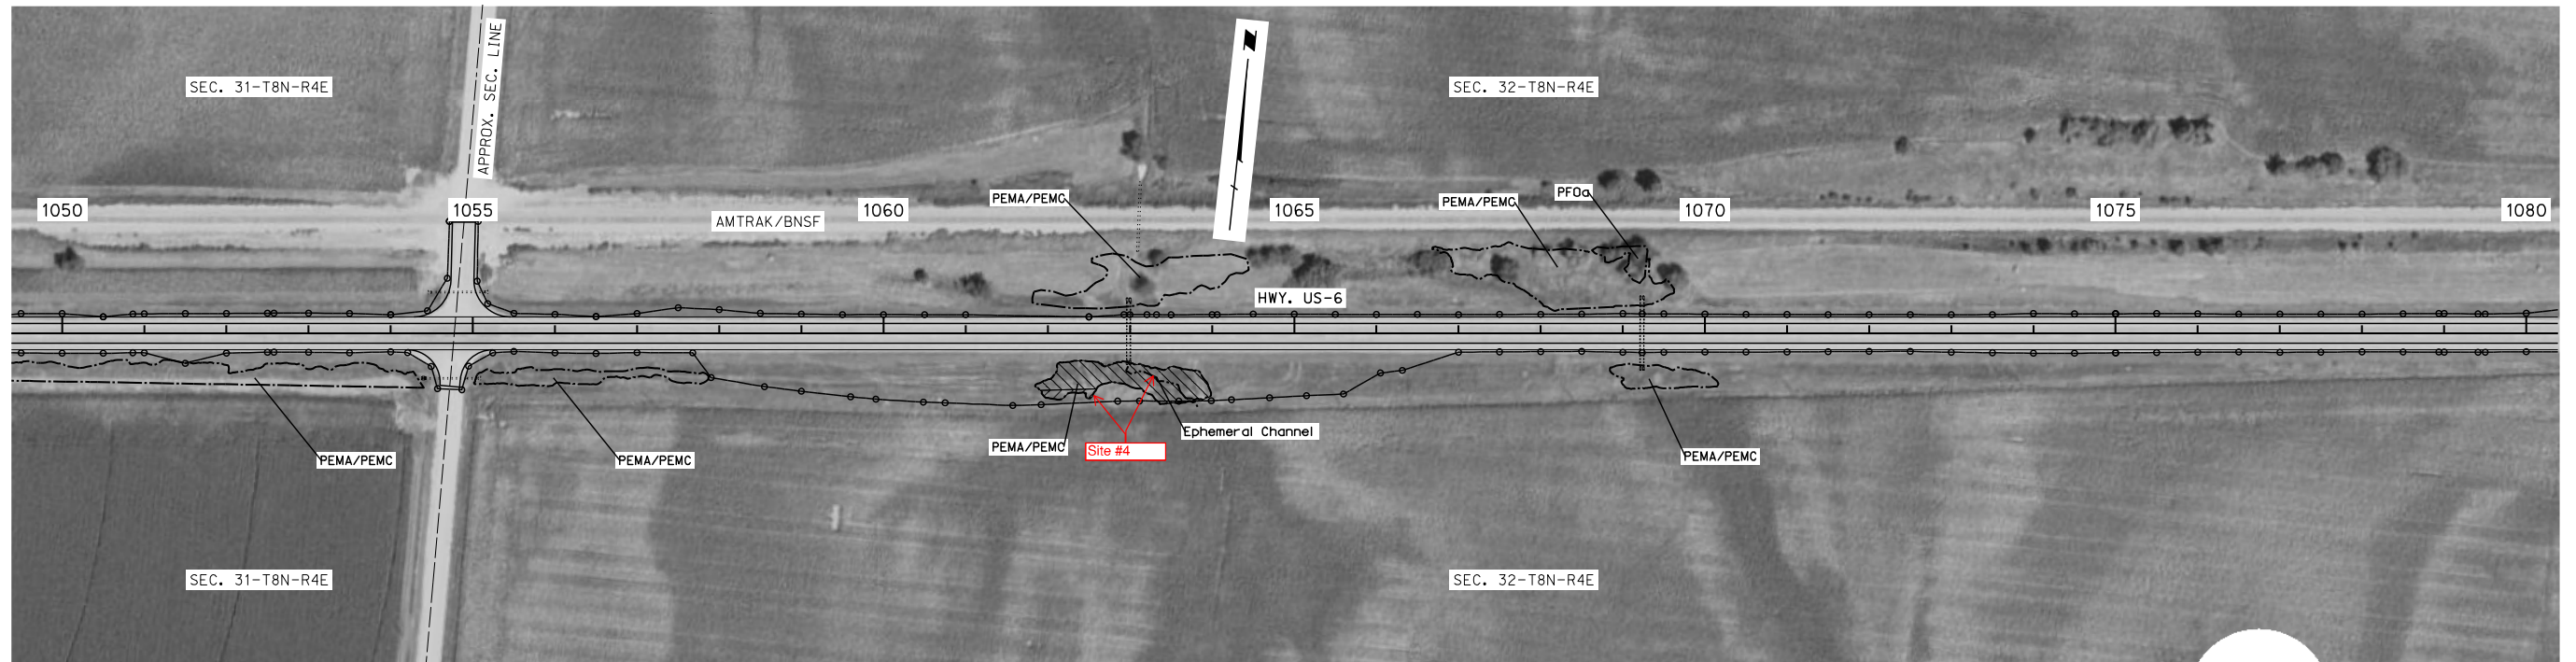 APPROX. SEC. LINE
SEC. 31-T8N-R4E
SEC. 32-T8N-R4E
PEMA/PEMC
PEMA/PEMC
PFOa
1050
1055
AMTRAK/BNSF
1060
1065
1070
1075
1080
N
HWY. US-6
PEMA/PEMC
PEMA/PEMC
PEMA/PEMC
Site #4
Ephemeral Channel
PEMA/PEMC
SEC. 31-T8N-R4E
SEC. 32-T8N-R4E